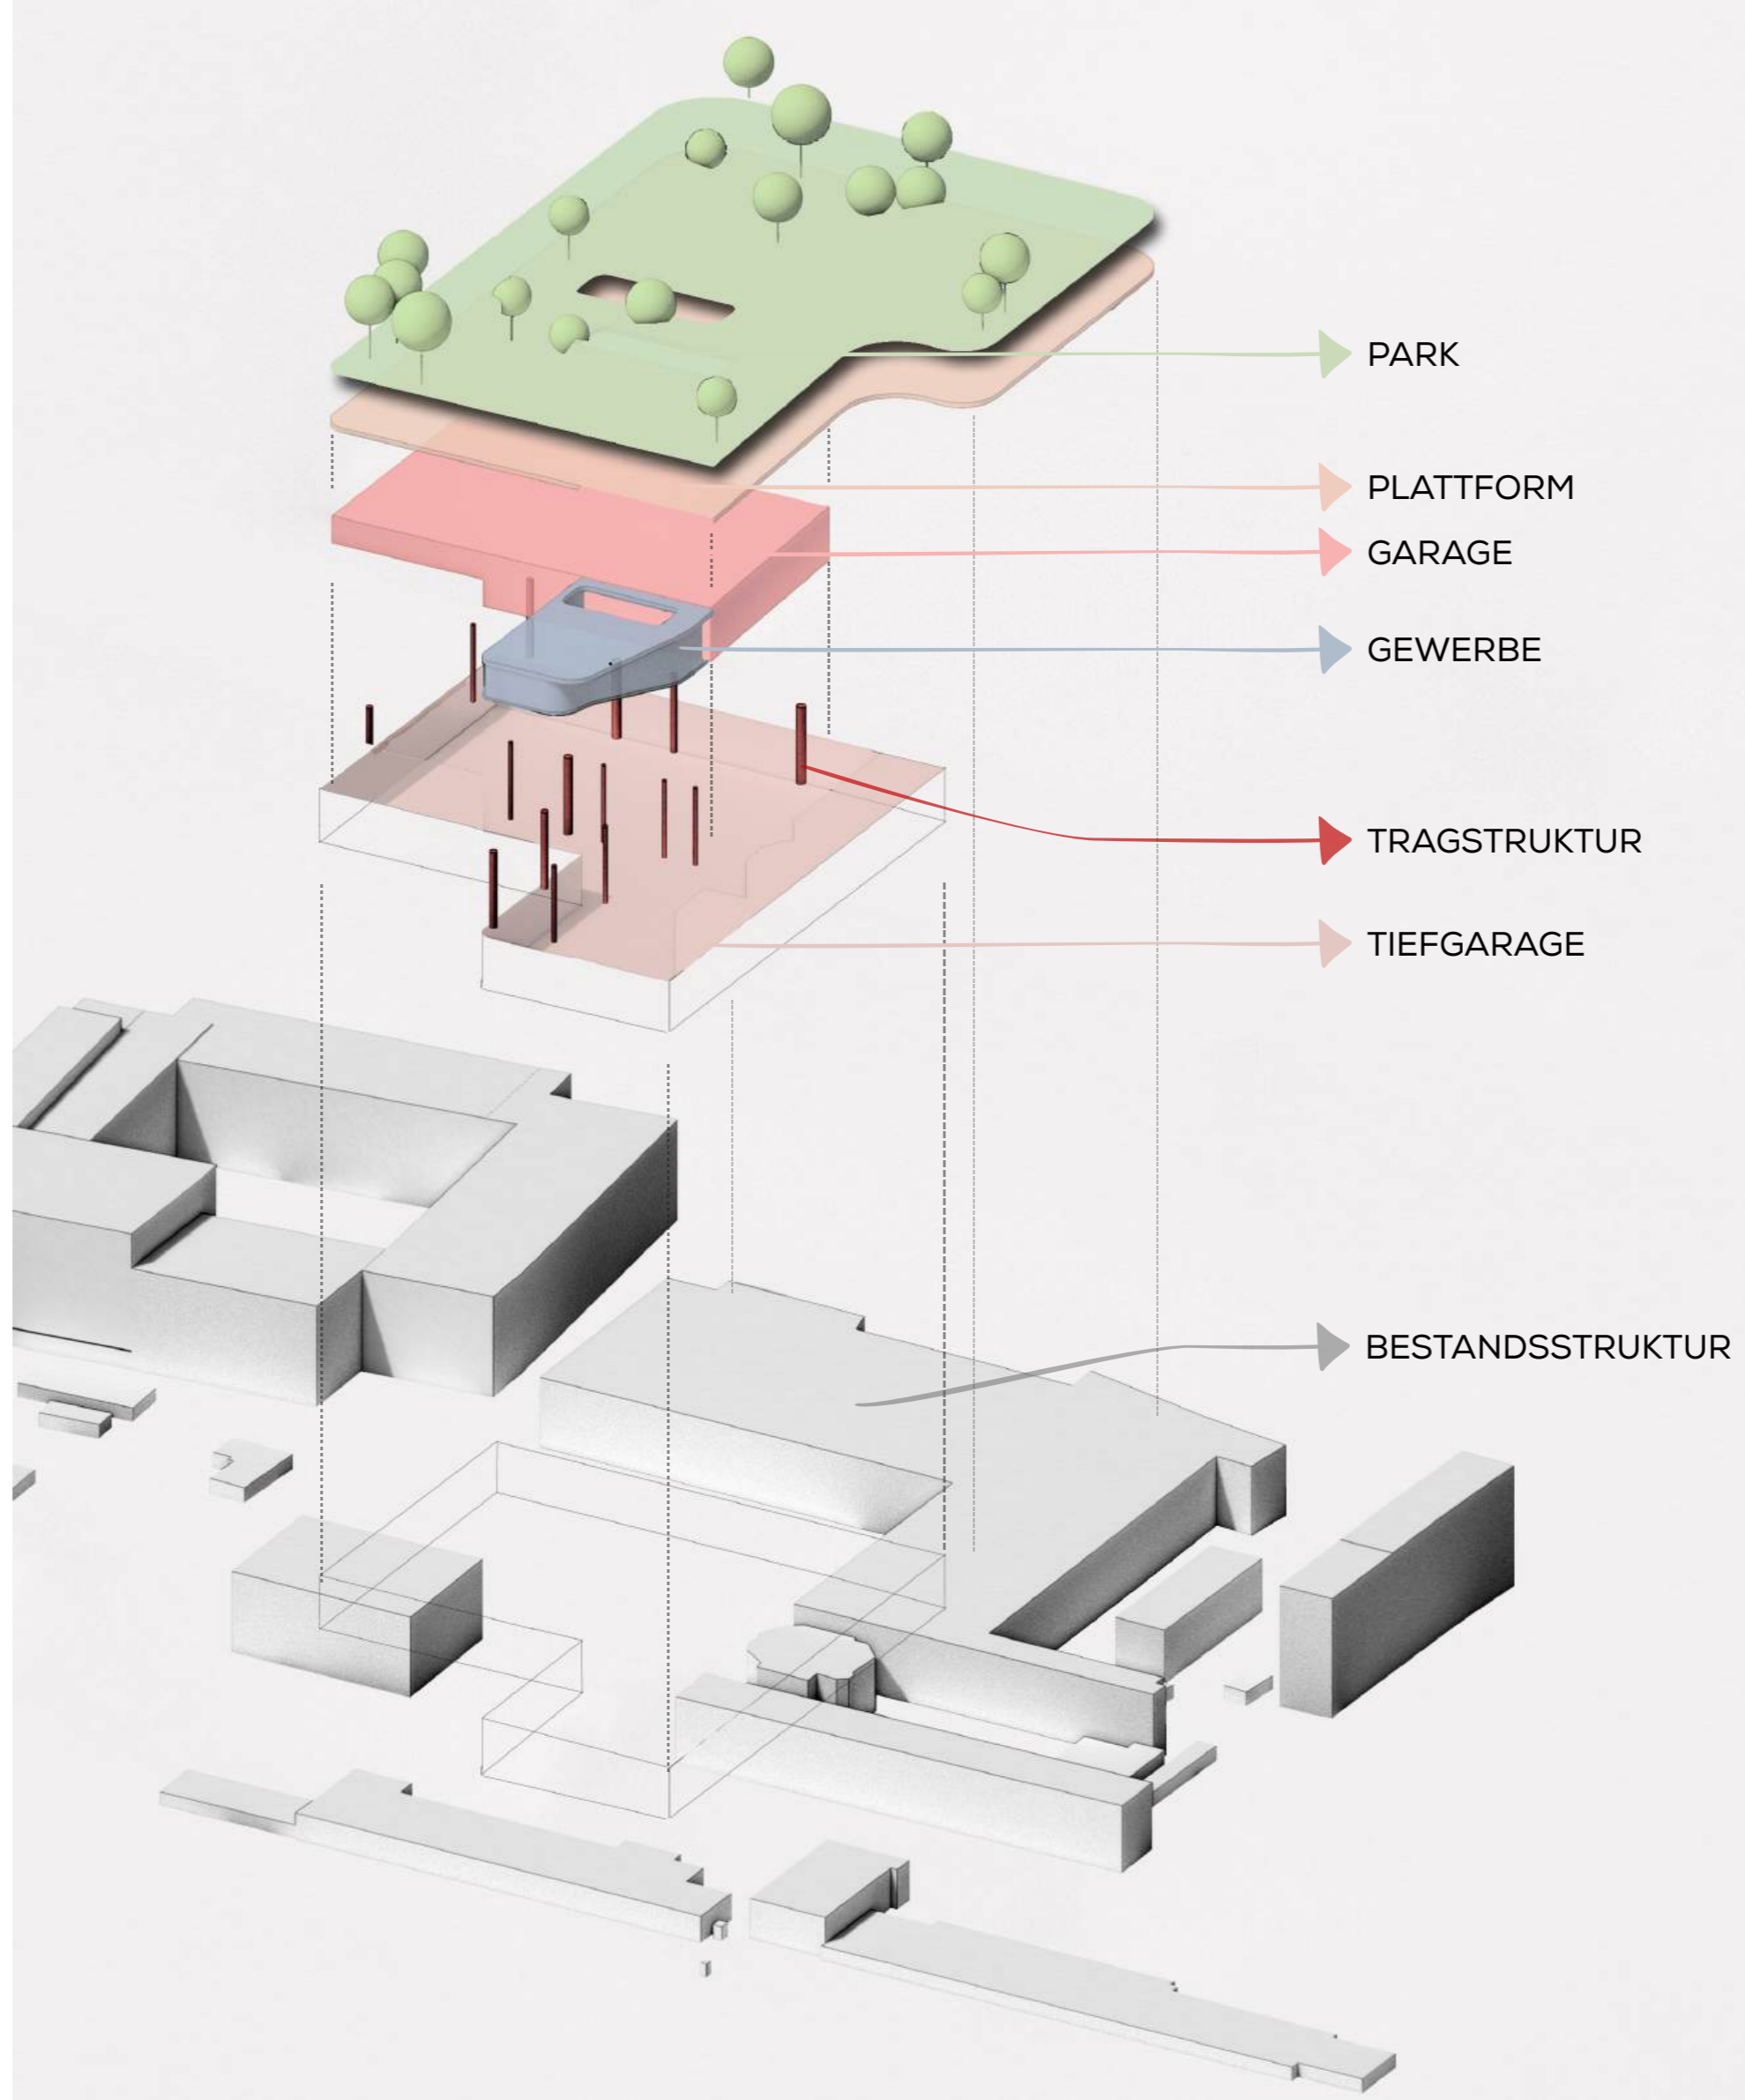 PARK
PLATTFORM
GARAGE
GEWERBE
TRAGSTRUKTUR
TIEFGARAGE
BESTANDSSTRUKTUR